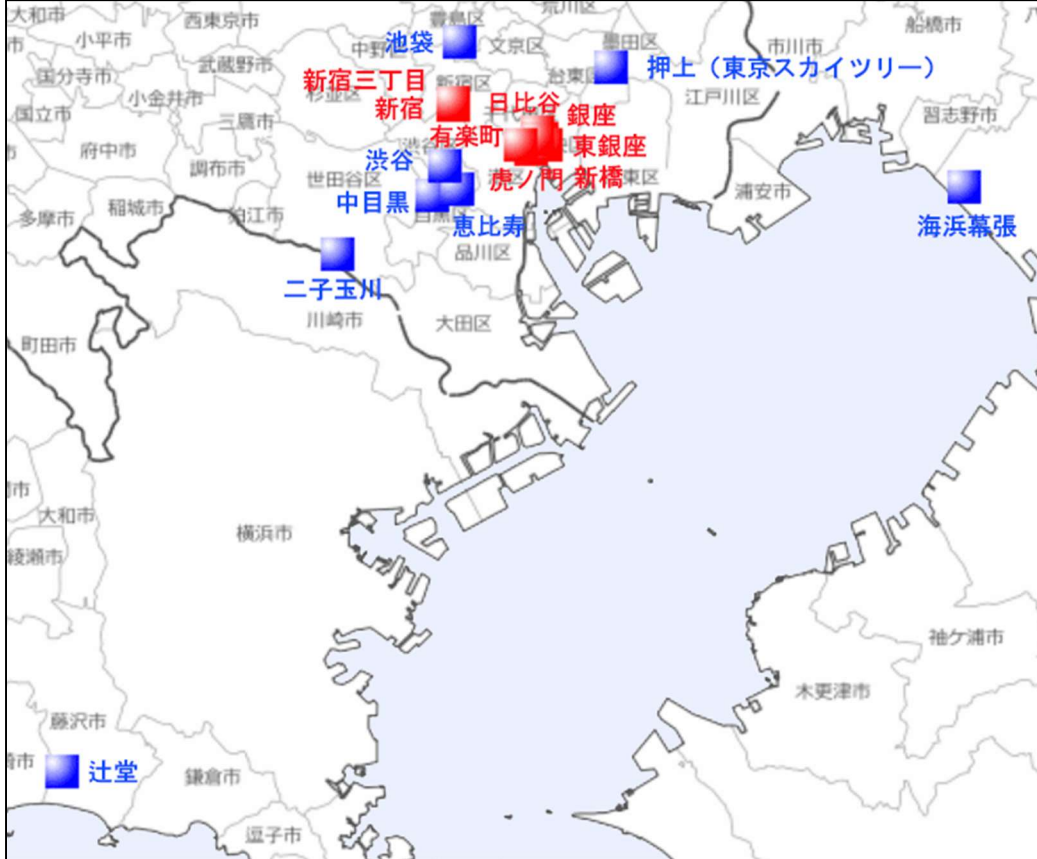 大和市
豊島区
荒川区
船橋市
西東京市
小平市
池袋
中野区
文京区
墨田区
市川市
押上（東京スカイツリー）
武蔵野市
台東区
国分寺市
新宿三丁目
新宿区
小金井市
杉並区
日比谷
江戸川区
国立市
新宿
銀座
習志野市
三鷹市
有楽町
府中市
渋谷
東銀座
調布市
世田谷区
虎ノ門
新橋
浦安市
稲城市
中目黒
目黒区
多摩市
狛江市
恵比寿
海浜幕張
品川区
二子玉川
川崎市
大田区
町田市
大和市
横浜市
綾瀬市
袖ケ浦市
木更津市
藤沢市
辻堂
鎌倉市
逗子市